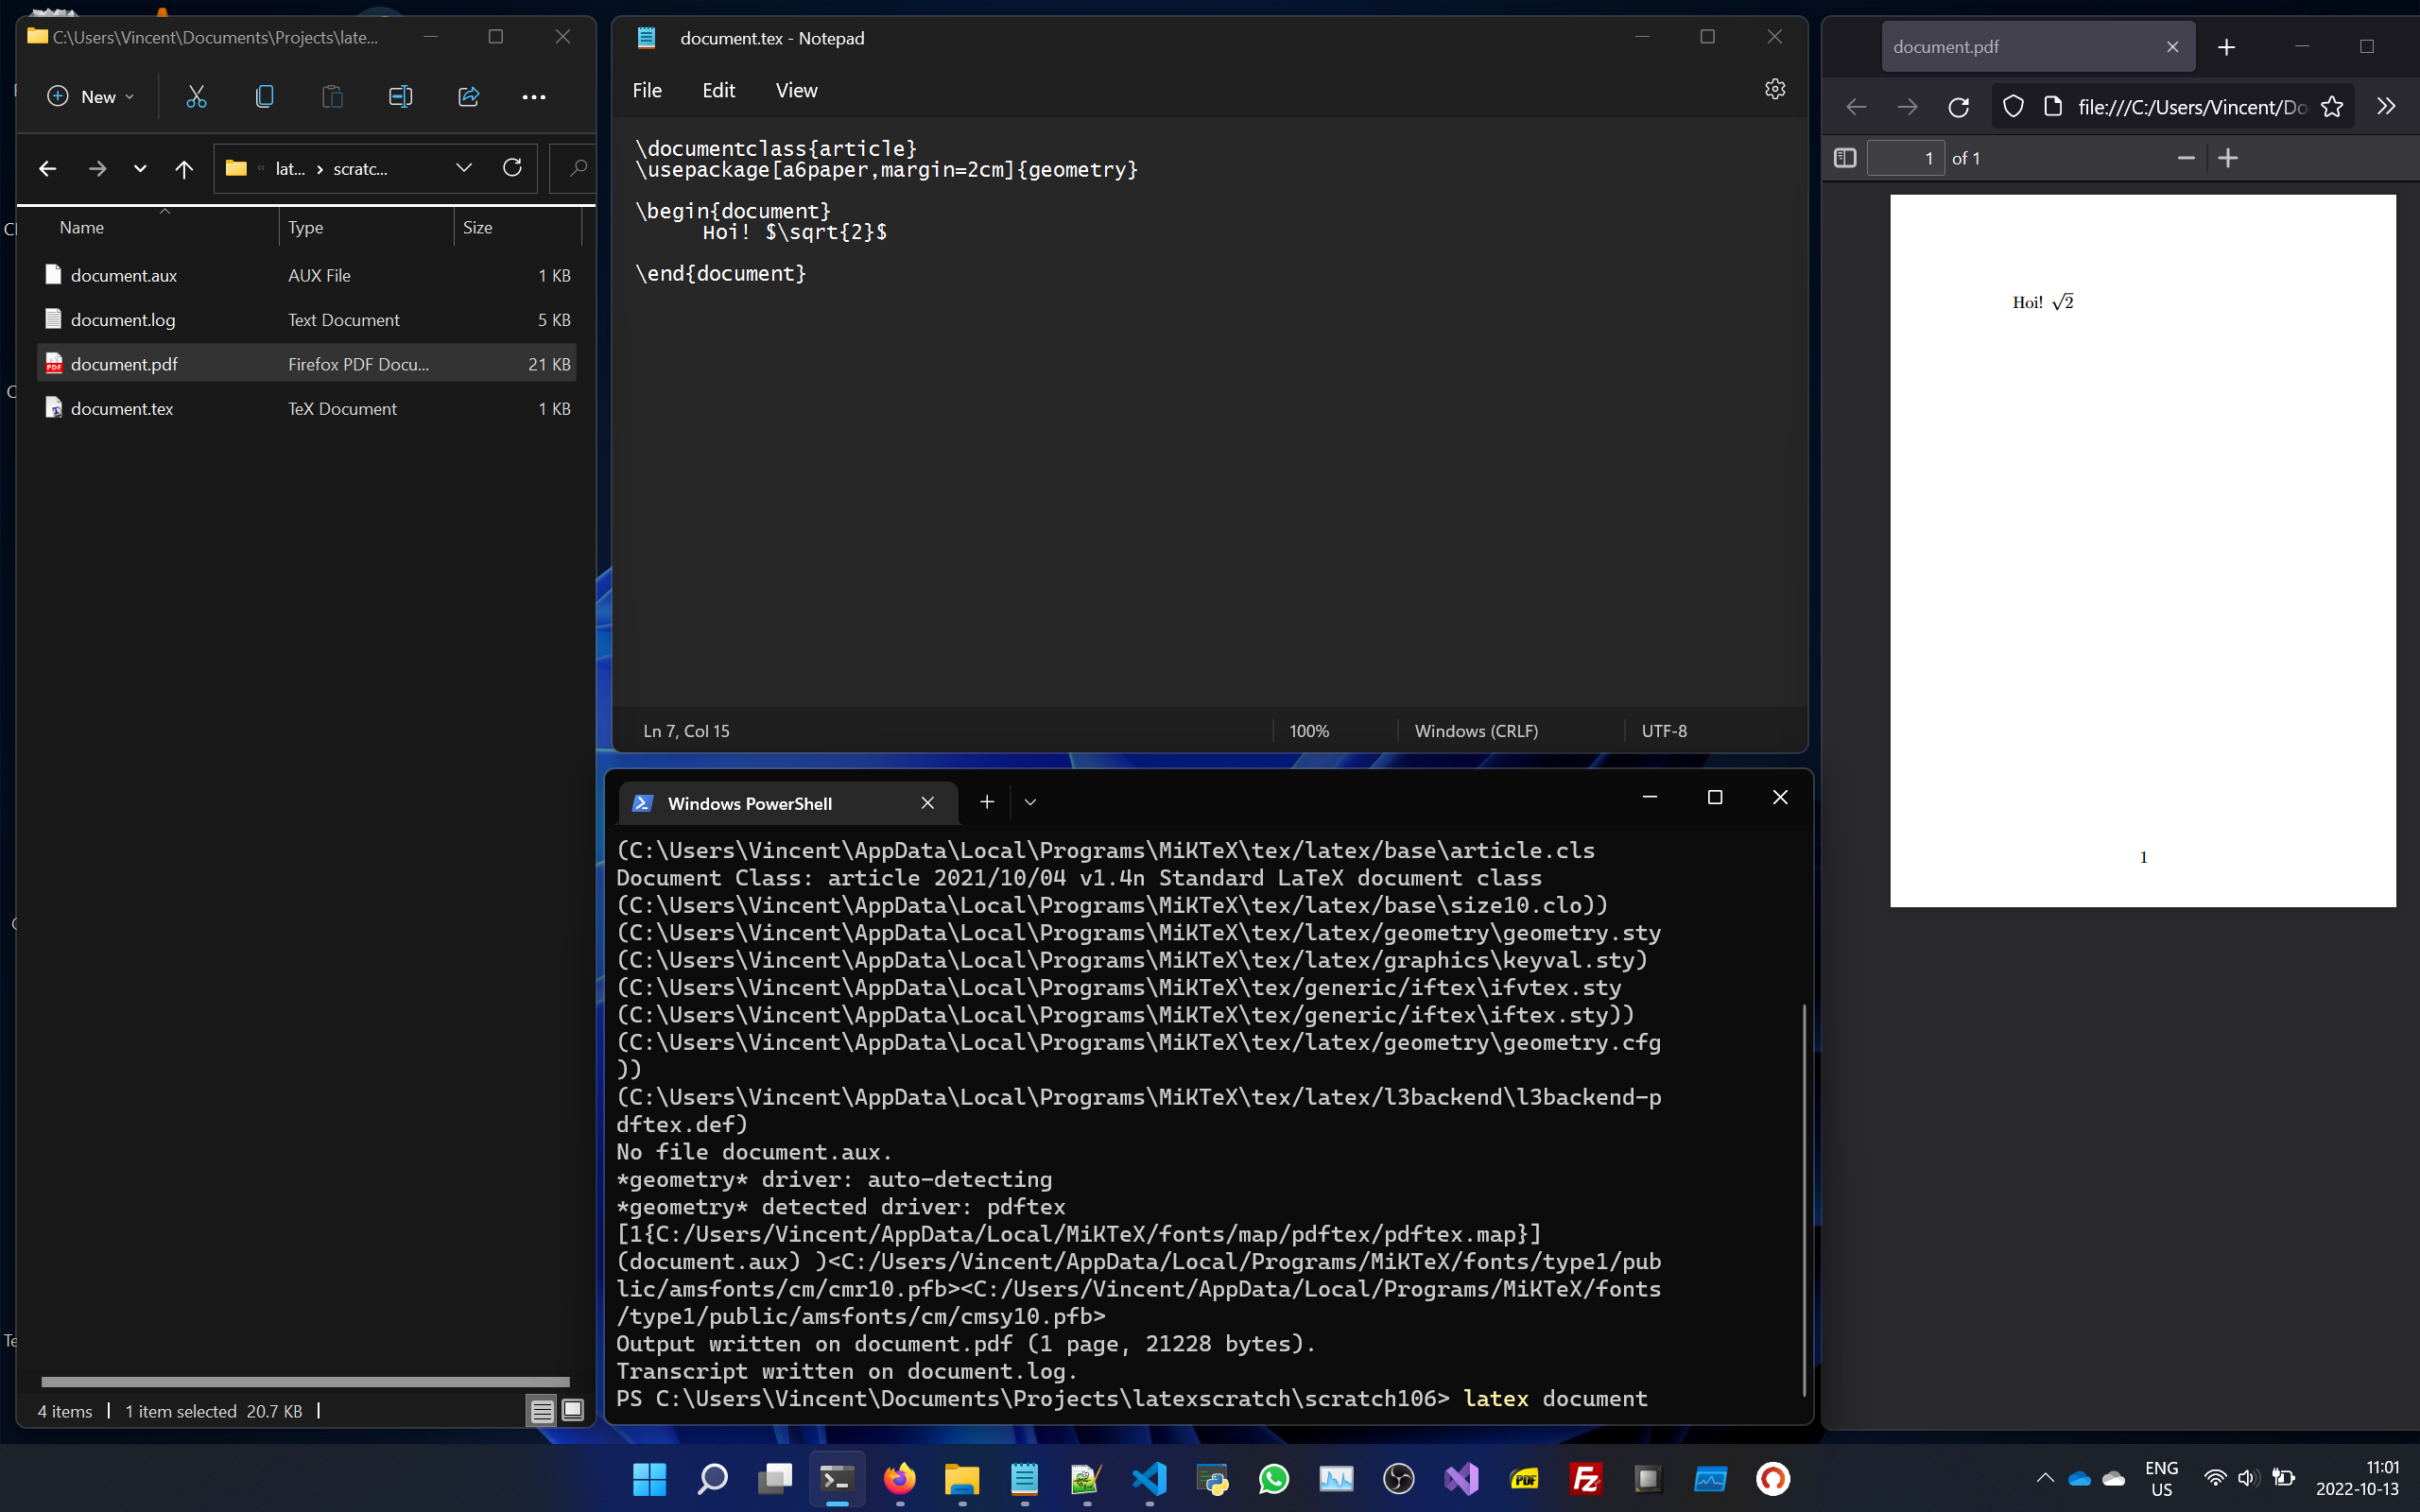 C:\Users\Vincent\Documents\Projects\late...
New
lat... › scratc...
Name Type Size
document.aux AUX File 1 KB
document.log Text Document 5 KB
document.pdf Firefox PDF Docu... 21 KB
document.tex TeX Document 1 KB
4 items 1 item selected 20.7 KB
document.tex - Notepad
File Edit View
\documentclass{article}
\usepackage[a6paper,margin=2cm]{geometry}
\begin{document}
Hoi! $\sqrt{2}$
\end{document}
Ln 7, Col 15 100% Windows (CRLF) UTF-8
Windows PowerShell
(C:\Users\Vincent\AppData\Local\Programs\MiKTeX\tex/latex/base\article.cls
Document Class: article 2021/10/04 v1.4n Standard LaTeX document class
(C:\Users\Vincent\AppData\Local\Programs\MiKTeX\tex/latex/base\size10.clo))
(C:\Users\Vincent\AppData\Local\Programs\MiKTeX\tex/latex/geometry\geometry.sty
(C:\Users\Vincent\AppData\Local\Programs\MiKTeX\tex/latex/graphics\keyval.sty)
(C:\Users\Vincent\AppData\Local\Programs\MiKTeX\tex/generic/iftex\ifvtex.sty
(C:\Users\Vincent\AppData\Local\Programs\MiKTeX\tex/generic/iftex\iftex.sty))
(C:\Users\Vincent\AppData\Local\Programs\MiKTeX\tex/latex/geometry\geometry.cfg
))
(C:\Users\Vincent\AppData\Local\Programs\MiKTeX\tex/latex/l3backend\l3backend-p
dftex.def)
No file document.aux.
*geometry* driver: auto-detecting
*geometry* detected driver: pdftex
[1{C:/Users/Vincent/AppData/Local/MiKTeX/fonts/map/pdftex/pdftex.map}]
(document.aux) )<C:/Users/Vincent/AppData/Local/Programs/MiKTeX/fonts/type1/pub
lic/amsfonts/cm/cmr10.pfb><C:/Users/Vincent/AppData/Local/Programs/MiKTeX/fonts
/type1/public/amsfonts/cm/cmsy10.pfb>
Output written on document.pdf (1 page, 21228 bytes).
Transcript written on document.log.
PS C:\Users\Vincent\Documents\Projects\latexscratch\scratch106> latex document
document.pdf
file:///C:/Users/Vincent/Do
1 of 1
Hoi! √2
1
PDF
Fz
ENG
US
11:01
2022-10-13